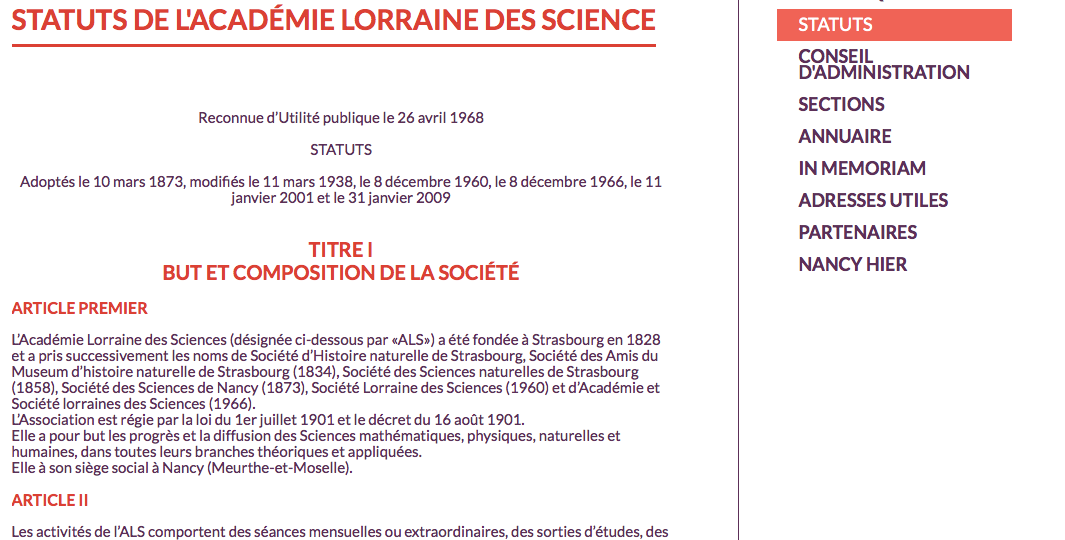 STATUTS DE L'ACADÉMIE LORRAINE DES SCIENCE
Reconnue d’Utilité publique le 26 avril 1968
STATUTS
Adoptés le 10 mars 1873, modifiés le 11 mars 1938, le 8 décembre 1960, le 8 décembre 1966, le 11
janvier 2001 et le 31 janvier 2009
TITRE I
BUT ET COMPOSITION DE LA SOCIÉTÉ
ARTICLE PREMIER
L’Académie Lorraine des Sciences (désignée ci-dessous par «ALS») a été fondée à Strasbourg en 1828
et a pris successivement les noms de Société d’Histoire naturelle de Strasbourg, Société des Amis du
Museum d’histoire naturelle de Strasbourg (1834), Société des Sciences naturelles de Strasbourg
(1858), Société des Sciences de Nancy (1873), Société Lorraine des Sciences (1960) et d’Académie et
Société lorraines des Sciences (1966).
L’Association est régie par la loi du 1er juillet 1901 et le décret du 16 août 1901.
Elle a pour but les progrès et la diffusion des Sciences mathématiques, physiques, naturelles et
humaines, dans toutes leurs branches théoriques et appliquées.
Elle à son siège social à Nancy (Meurthe-et-Moselle).
ARTICLE II
Les activités de l’ALS comportent des séances mensuelles ou extraordinaires, des sorties d’études, des
STATUTS
CONSEIL
D'ADMINISTRATION
SECTIONS
ANNUAIRE
IN MEMORIAM
ADRESSES UTILES
PARTENAIRES
NANCY HIER